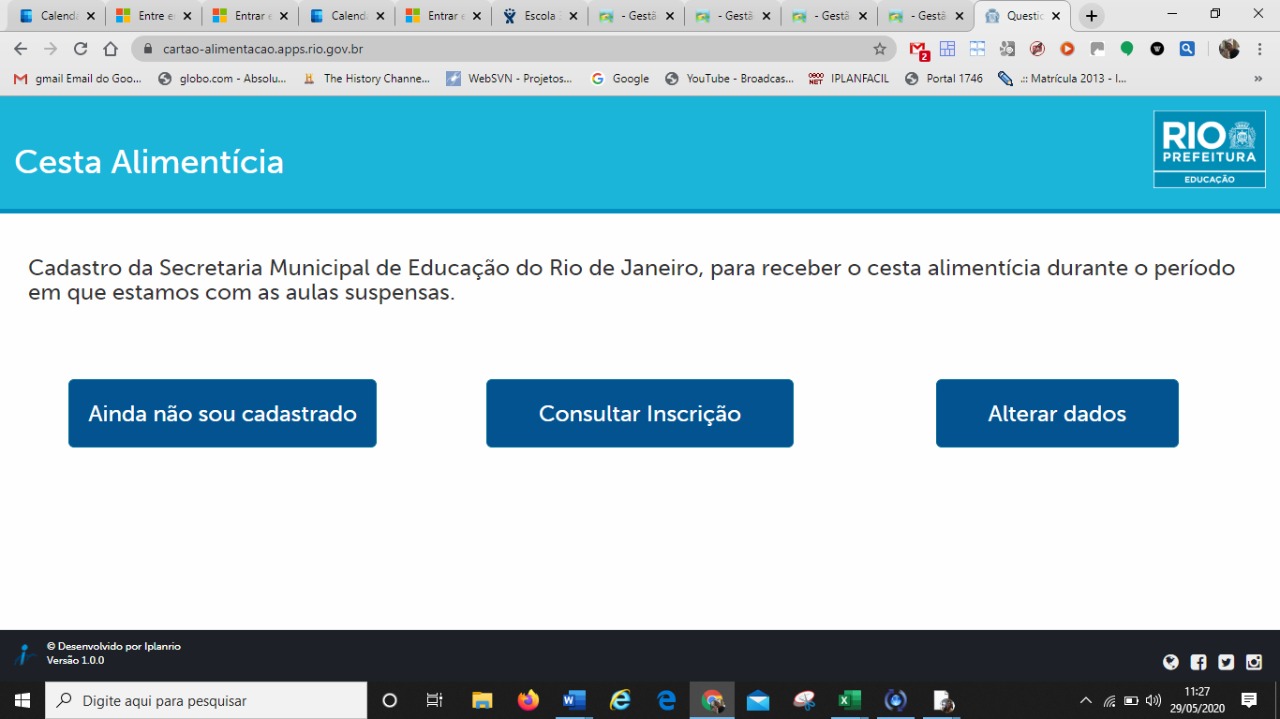 Calend
Entre e
Entrar e
Calend
Entrar e
Escola
- Gestã
- Gestã
- Gestã
- Gestã
Questic
cartao-alimentacao.apps.rio.gov.br
2
gmail Email do Goo...
globo.com - Absolu...
The History Channe...
WebSVN - Projetos...
Google
YouTube - Broadcas...
IPLANFACIL
Portal 1746
.:: Matrícula 2013 - I...
»
Cesta Alimentícia
RIO
PREFEITURA
EDUCAÇÃO
Cadastro da Secretaria Municipal de Educação do Rio de Janeiro, para receber o cesta alimentícia durante o período
em que estamos com as aulas suspensas.
Ainda não sou cadastrado
Consultar Inscrição
Alterar dados
© Desenvolvido por Iplanrio
Versão 1.0.0
Digite aqui para pesquisar
11:27
29/05/2020